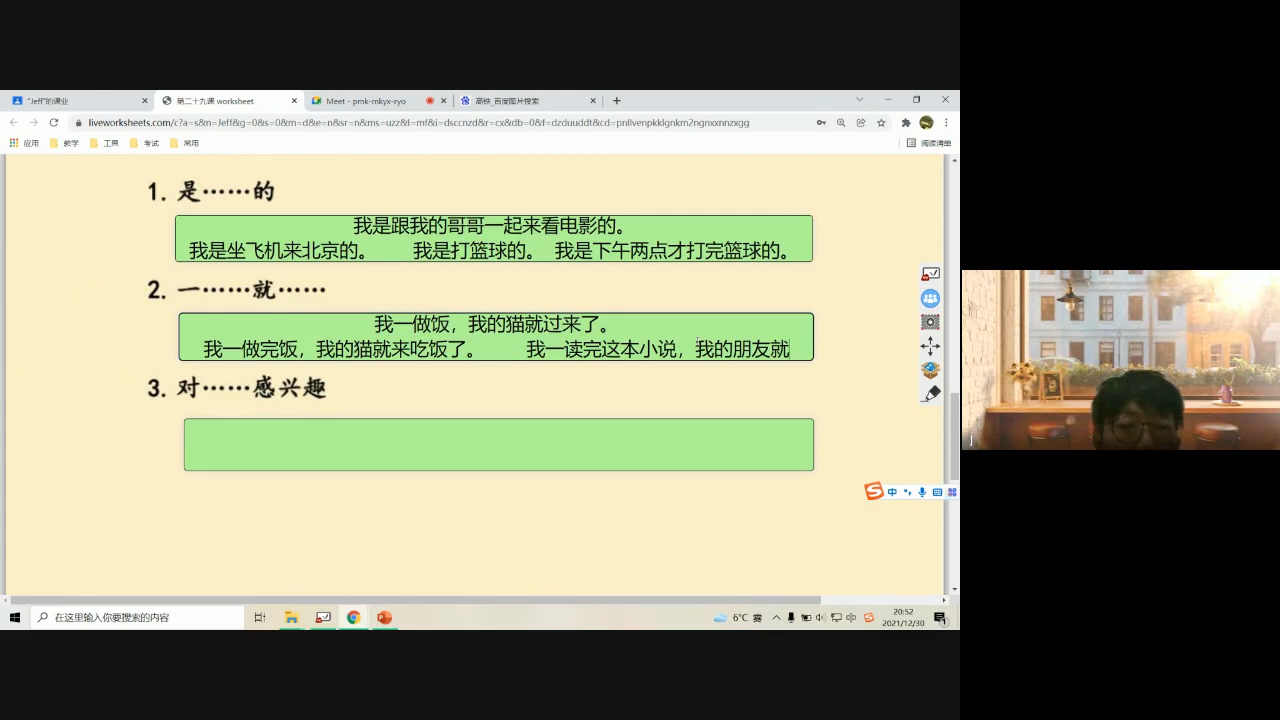 "Jeff"的课业
第二十九课 worksheet
Meet - pmk-mkyx-ryo
高铁_百度图片搜索
liveworksheets.com/c?a=s&n=Jeff&g=0&s=0&m=d&e=n&sr=n&ms=uzz&l=mf&i=dsccnzd&r=cx&db=0&f=dzduuddt&cd=pnlivenpkklgnkm2ngnxxnnzxgg
应用 教学 工具 考试 常用 阅读清单
1. 是……的
我是跟我的哥哥一起来看电影的。
我是坐飞机来北京的。 我是打篮球的。 我是下午两点才打完篮球的。
2. 一……就……
我一做饭，我的猫就过来了。
我一做完饭，我的猫就来吃饭了。 我一读完这本小说，我的朋友就
3. 对……感兴趣
J
中
在这里输入你要搜索的内容
6°C 雾
中
20:52
2021/12/30